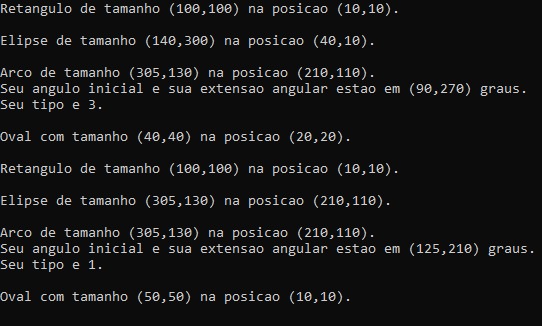 Retangulo de tamanho (100,100) na posicao (10,10).
Elipse de tamanho (140,300) na posicao (40,10).
Arco de tamanho (305,130) na posicao (210,110).
Seu angulo inicial e sua extensao angular estao em (90,270) graus.
Seu tipo e 3.
Oval com tamanho (40,40) na posicao (20,20).
Retangulo de tamanho (100,100) na posicao (10,10).
Elipse de tamanho (305,130) na posicao (210,110).
Arco de tamanho (305,130) na posicao (210,110).
Seu angulo inicial e sua extensao angular estao em (125,210) graus.
Seu tipo e 1.
Oval com tamanho (50,50) na posicao (10,10).